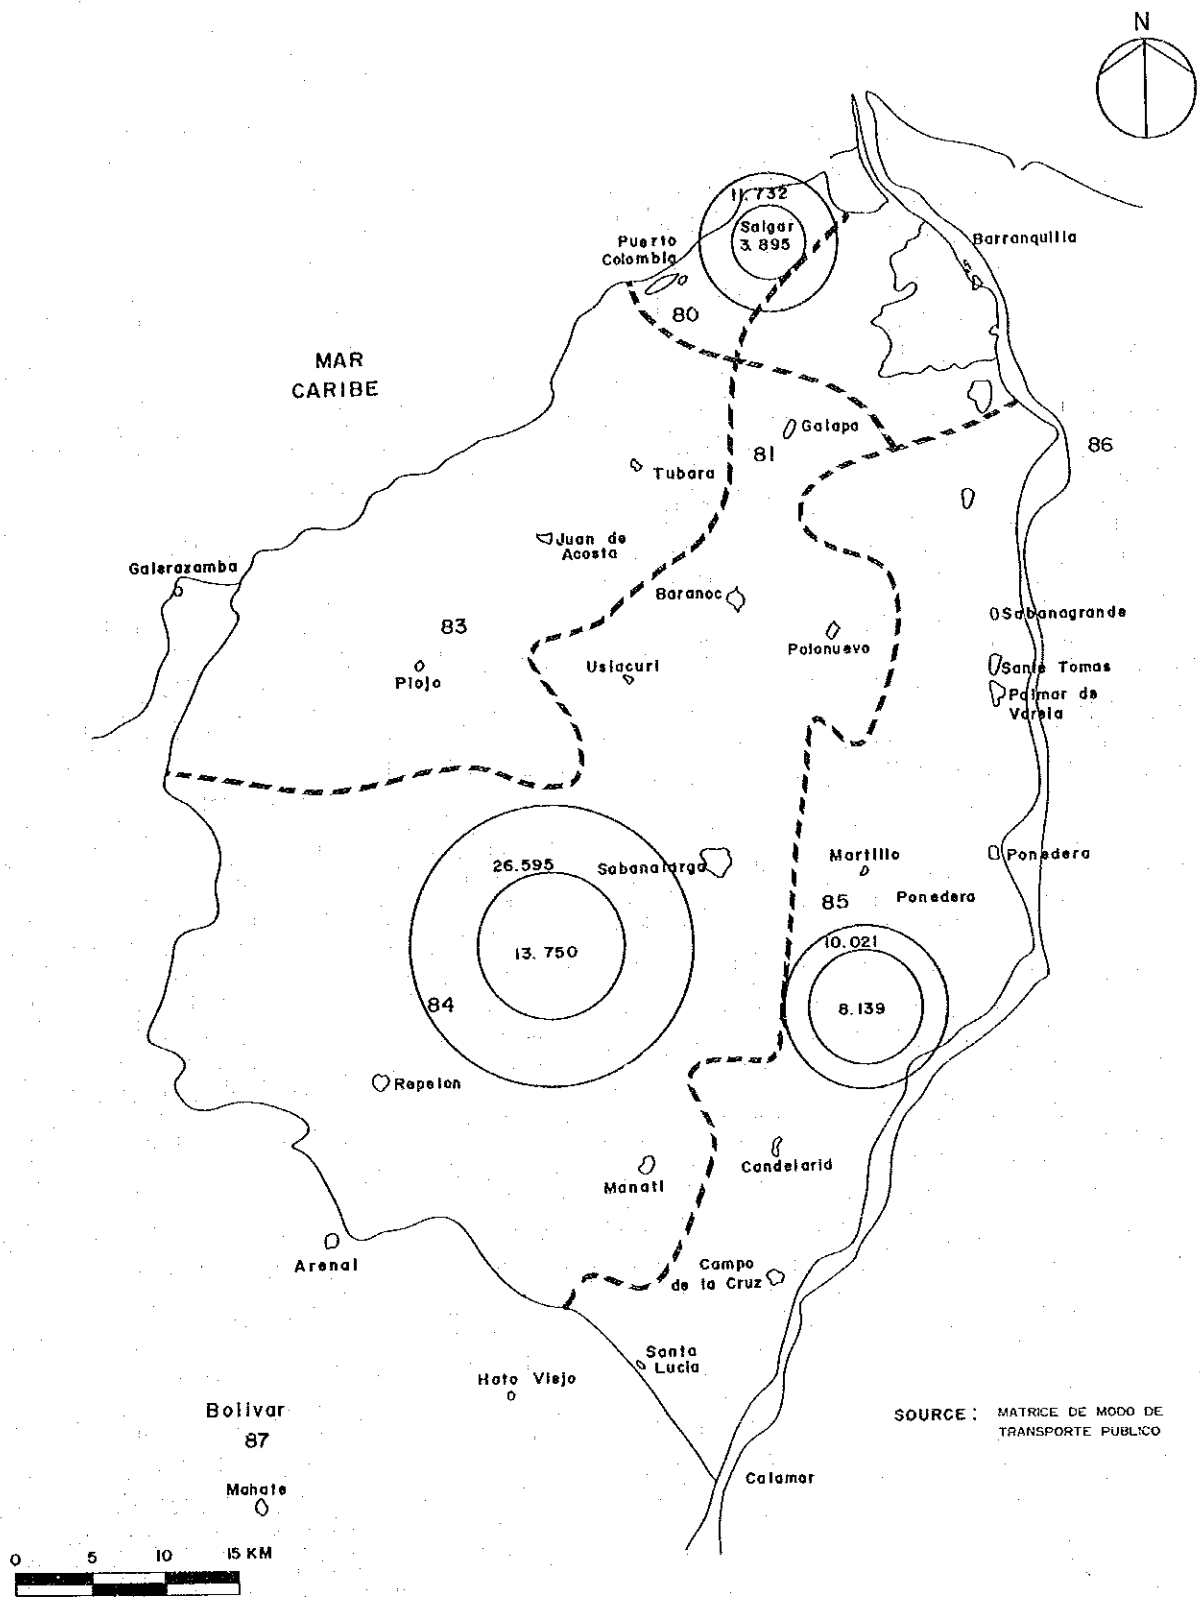 N
11.732
Salgar
3.895
Puerto
Colombia
Barranquilla
80
MAR
CARIBE
Galapa
81
86
Tubara
Juan de
Acosta
Galerazamba
Baranoc
Sabanagrande
83
Polonuevo
Usiacuri
Piojo
Santo Tomas
Palmar de
Varela
26.595
Sabanalarga
Martillo
Ponedera
85
Ponedera
10.021
13.750
84
8.139
Repelon
Candelaria
Manati
Arenal
Campo
de la Cruz
Santa
Lucia
Hato Viejo
Bolivar
87
SOURCE: MATRICE DE MODO DE
TRANSPORTE PUBLICO
Calamar
Mahate
0 5 10 15 KM